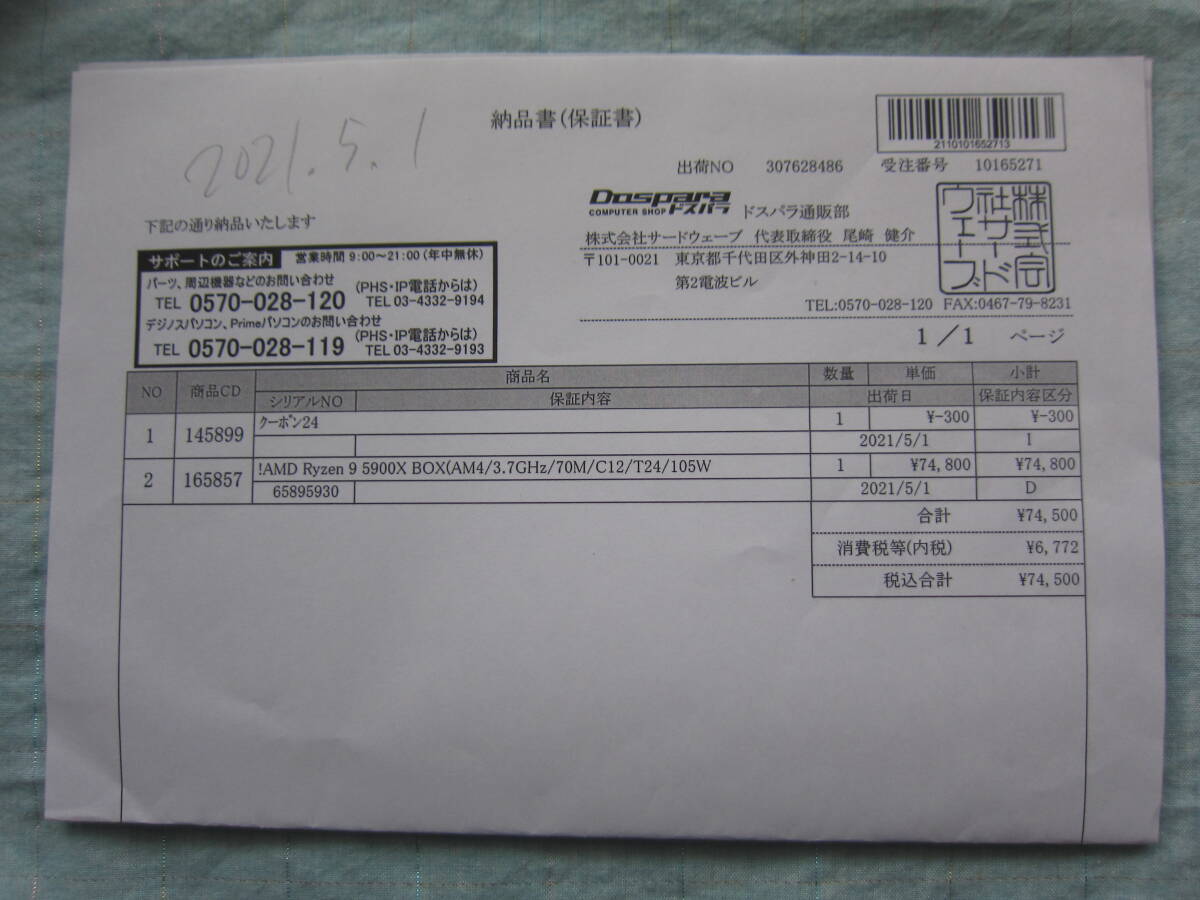 2021.5.1
納品書(保証書)
2110101652713
出荷NO 307628486 受注番号 10165271
下記の通り納品いたします
Dospara
COMPUTER SHOP ドスパラ ドスパラ通販部
株式会社サードウェーブ 代表取締役 尾崎 健介
〒101-0021 東京都千代田区外神田2-14-10
第2電波ビル
TEL:0570-028-120 FAX:0467-79-8231
株式会社サードウェーブ
サポートのご案内 営業時間 9:00~21:00(年中無休)
パーツ、周辺機器などのお問い合わせ
TEL 0570-028-120 (PHS・IP電話からは) TEL 03-4332-9194
デジノスパソコン、Primeパソコンのお問い合わせ
TEL 0570-028-119 (PHS・IP電話からは) TEL 03-4332-9193
1/1 ページ
NO 商品CD 商品名 数量 単価 小計
シリアルNO 保証内容 出荷日 保証内容区分
1 145899 クーポン24 1 ¥-300 ¥-300
2021/5/1 I
2 165857 !AMD Ryzen 9 5900X BOX(AM4/3.7GHz/70M/C12/T24/105W 1 ¥74,800 ¥74,800
65895930 2021/5/1 D
合計 ¥74,500
消費税等(内税) ¥6,772
税込合計 ¥74,500